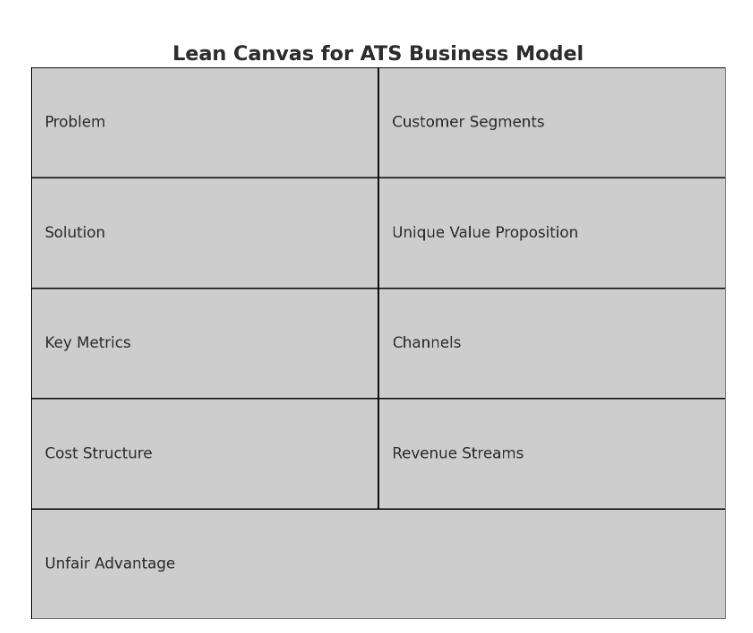 Lean Canvas for ATS Business Model
Problem
Customer Segments
Solution
Unique Value Proposition
Key Metrics
Channels
Cost Structure
Revenue Streams
Unfair Advantage